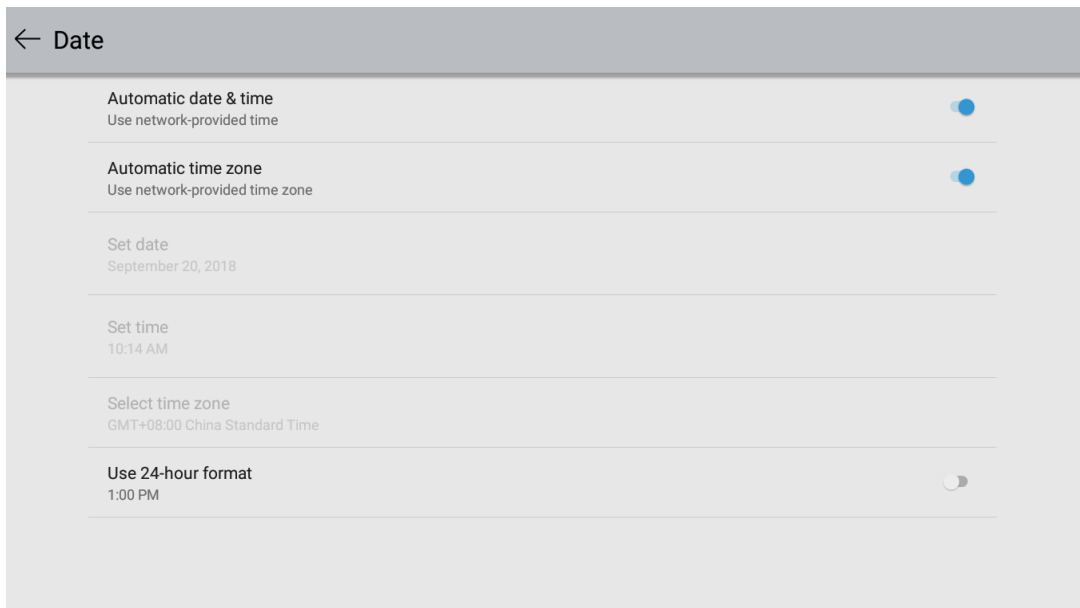 Date
Automatic date & time
Use network-provided time
Automatic time zone
Use network-provided time zone
Set date
September 20, 2018
Set time
10:14 AM
Select time zone
GMT+08:00 China Standard Time
Use 24-hour format
1:00 PM